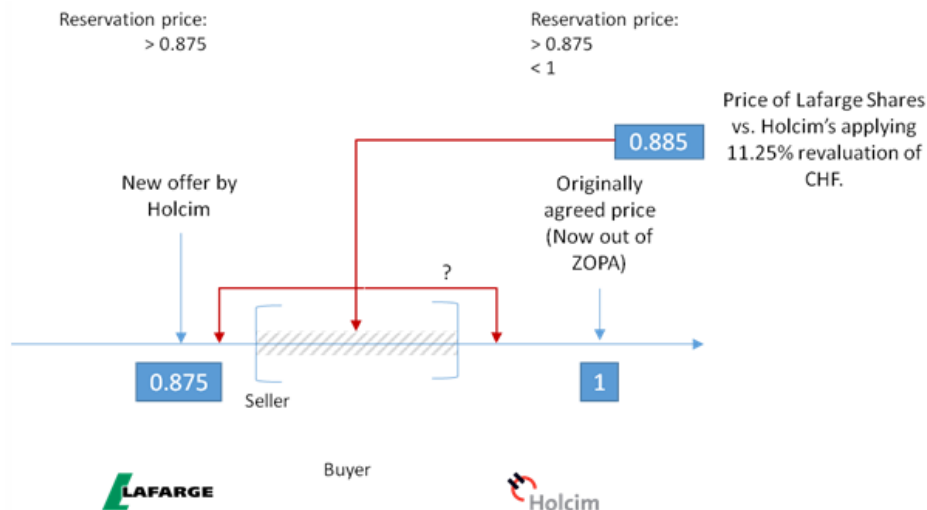 Reservation price:
> 0.875
Reservation price:
> 0.875
< 1
0.885
Price of Lafarge Shares
vs. Holcim's applying
11.25% revaluation of
CHF.
New offer by
Holcim
Originally
agreed price
(Now out of
ZOPA)
?
0.875
1
Seller
Buyer
LAFARGE
Holcim